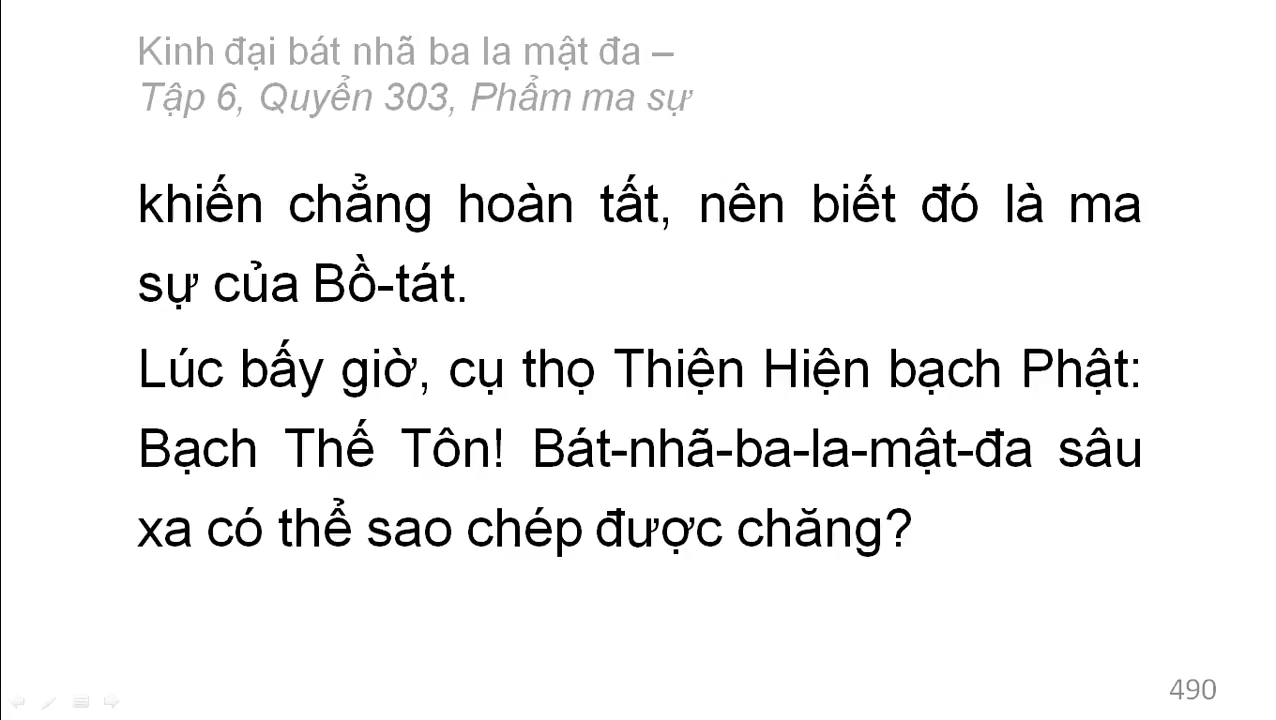 Kinh đại bát nhã ba la mật đa –
Tập 6, Quyển 303, Phẩm ma sự
khiến chẳng hoàn tất, nên biết đó là ma
sự của Bồ-tát.
Lúc bấy giờ, cụ thọ Thiện Hiện bạch Phật:
Bạch Thế Tôn! Bát-nhã-ba-la-mật-đa sâu
xa có thể sao chép được chăng?
490